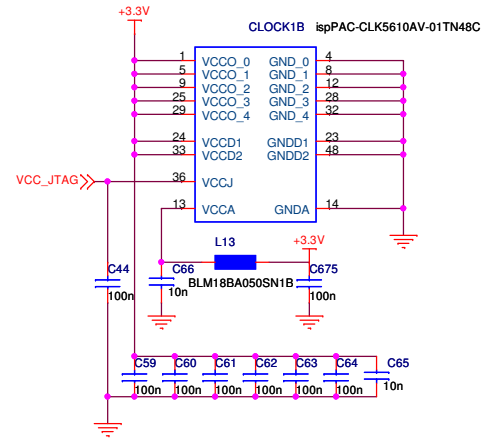 +3.3V
CLOCK1B ispPAC-CLK5610AV-01TN48C
1 VCCO_0 GND_0 4
5 VCCO_1 GND_1 8
9 VCCO_2 GND_2 12
25 VCCO_3 GND_3 28
29 VCCO_4 GND_4 32
24 VCCD1 GNDD1 23
33 VCCD2 GNDD2 48
VCC_JTAG 36 VCCJ
13 VCCA GNDA 14
L13 +3.3V
C44 C66 C675
BLM18BA050SN1B
100n 10n 100n
C59 C60 C61 C62 C63 C64 C65
100n 100n 100n 100n 100n 100n 10n